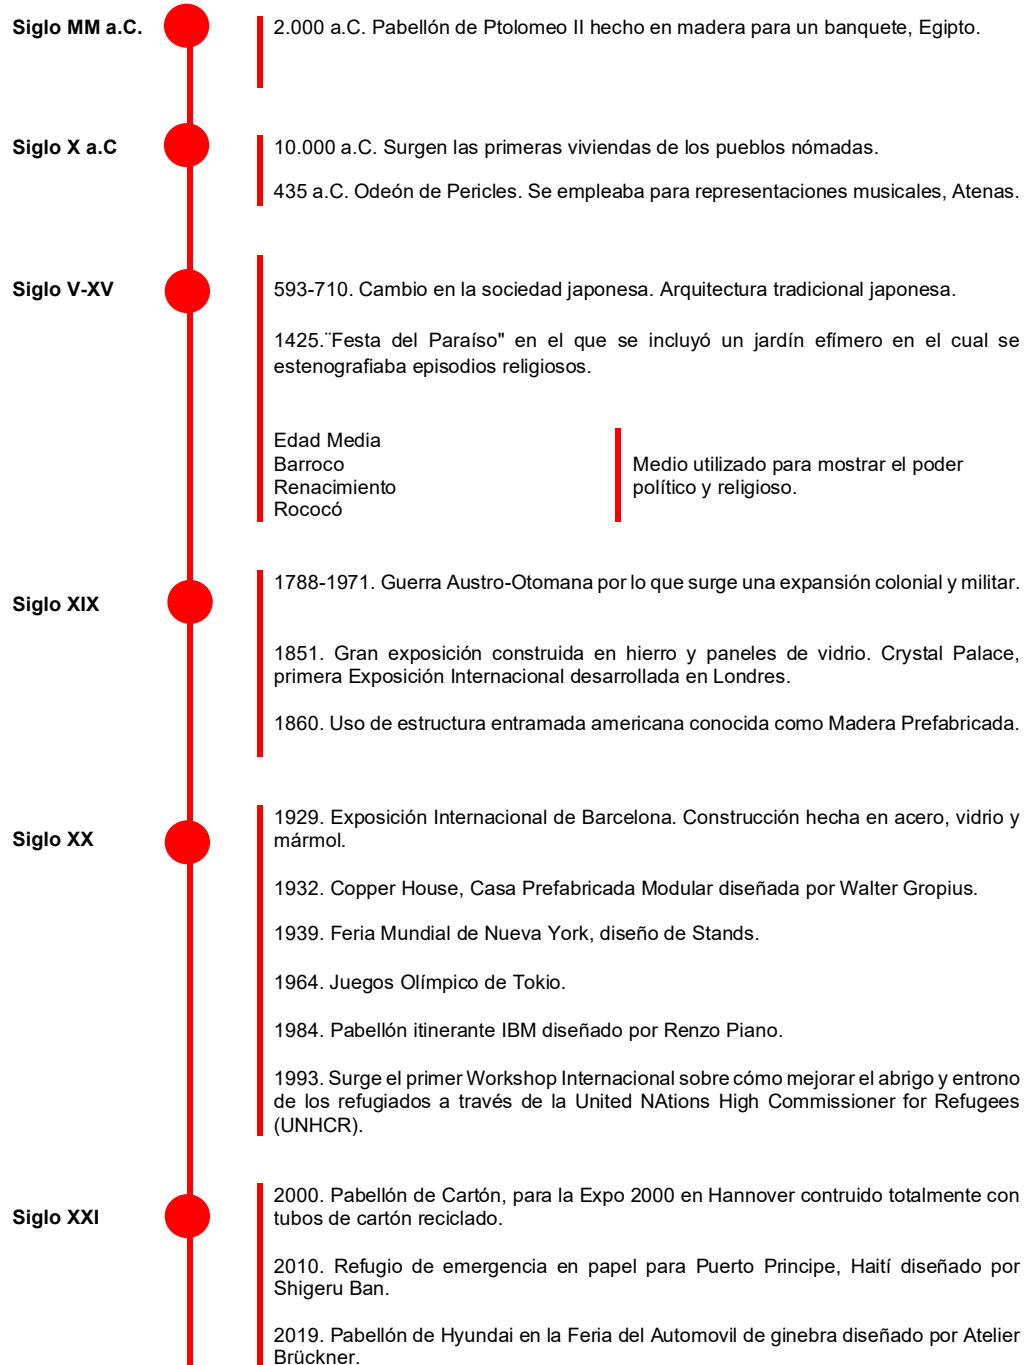 Siglo MM a.C.
2.000 a.C. Pabellón de Ptolomeo II hecho en madera para un banquete, Egipto.
Siglo X a.C
10.000 a.C. Surgen las primeras viviendas de los pueblos nómadas.
435 a.C. Odeón de Pericles. Se empleaba para representaciones musicales, Atenas.
Siglo V-XV
593-710. Cambio en la sociedad japonesa. Arquitectura tradicional japonesa.
1425.¨Festa del Paraíso" en el que se incluyó un jardín efímero en el cual se
estenografiaba episodios religiosos.
Edad Media
Barroco
Renacimiento
Rococó
Medio utilizado para mostrar el poder
político y religioso.
Siglo XIX
1788-1971. Guerra Austro-Otomana por lo que surge una expansión colonial y militar.
1851. Gran exposición construida en hierro y paneles de vidrio. Crystal Palace,
primera Exposición Internacional desarrollada en Londres.
1860. Uso de estructura entramada americana conocida como Madera Prefabricada.
Siglo XX
1929. Exposición Internacional de Barcelona. Construcción hecha en acero, vidrio y
mármol.
1932. Copper House, Casa Prefabricada Modular diseñada por Walter Gropius.
1939. Feria Mundial de Nueva York, diseño de Stands.
1964. Juegos Olímpico de Tokio.
1984. Pabellón itinerante IBM diseñado por Renzo Piano.
1993. Surge el primer Workshop Internacional sobre cómo mejorar el abrigo y entrono
de los refugiados a través de la United NAtions High Commissioner for Refugees
(UNHCR).
Siglo XXI
2000. Pabellón de Cartón, para la Expo 2000 en Hannover contruido totalmente con
tubos de cartón reciclado.
2010. Refugio de emergencia en papel para Puerto Principe, Haití diseñado por
Shigeru Ban.
2019. Pabellón de Hyundai en la Feria del Automovil de ginebra diseñado por Atelier
Brückner.